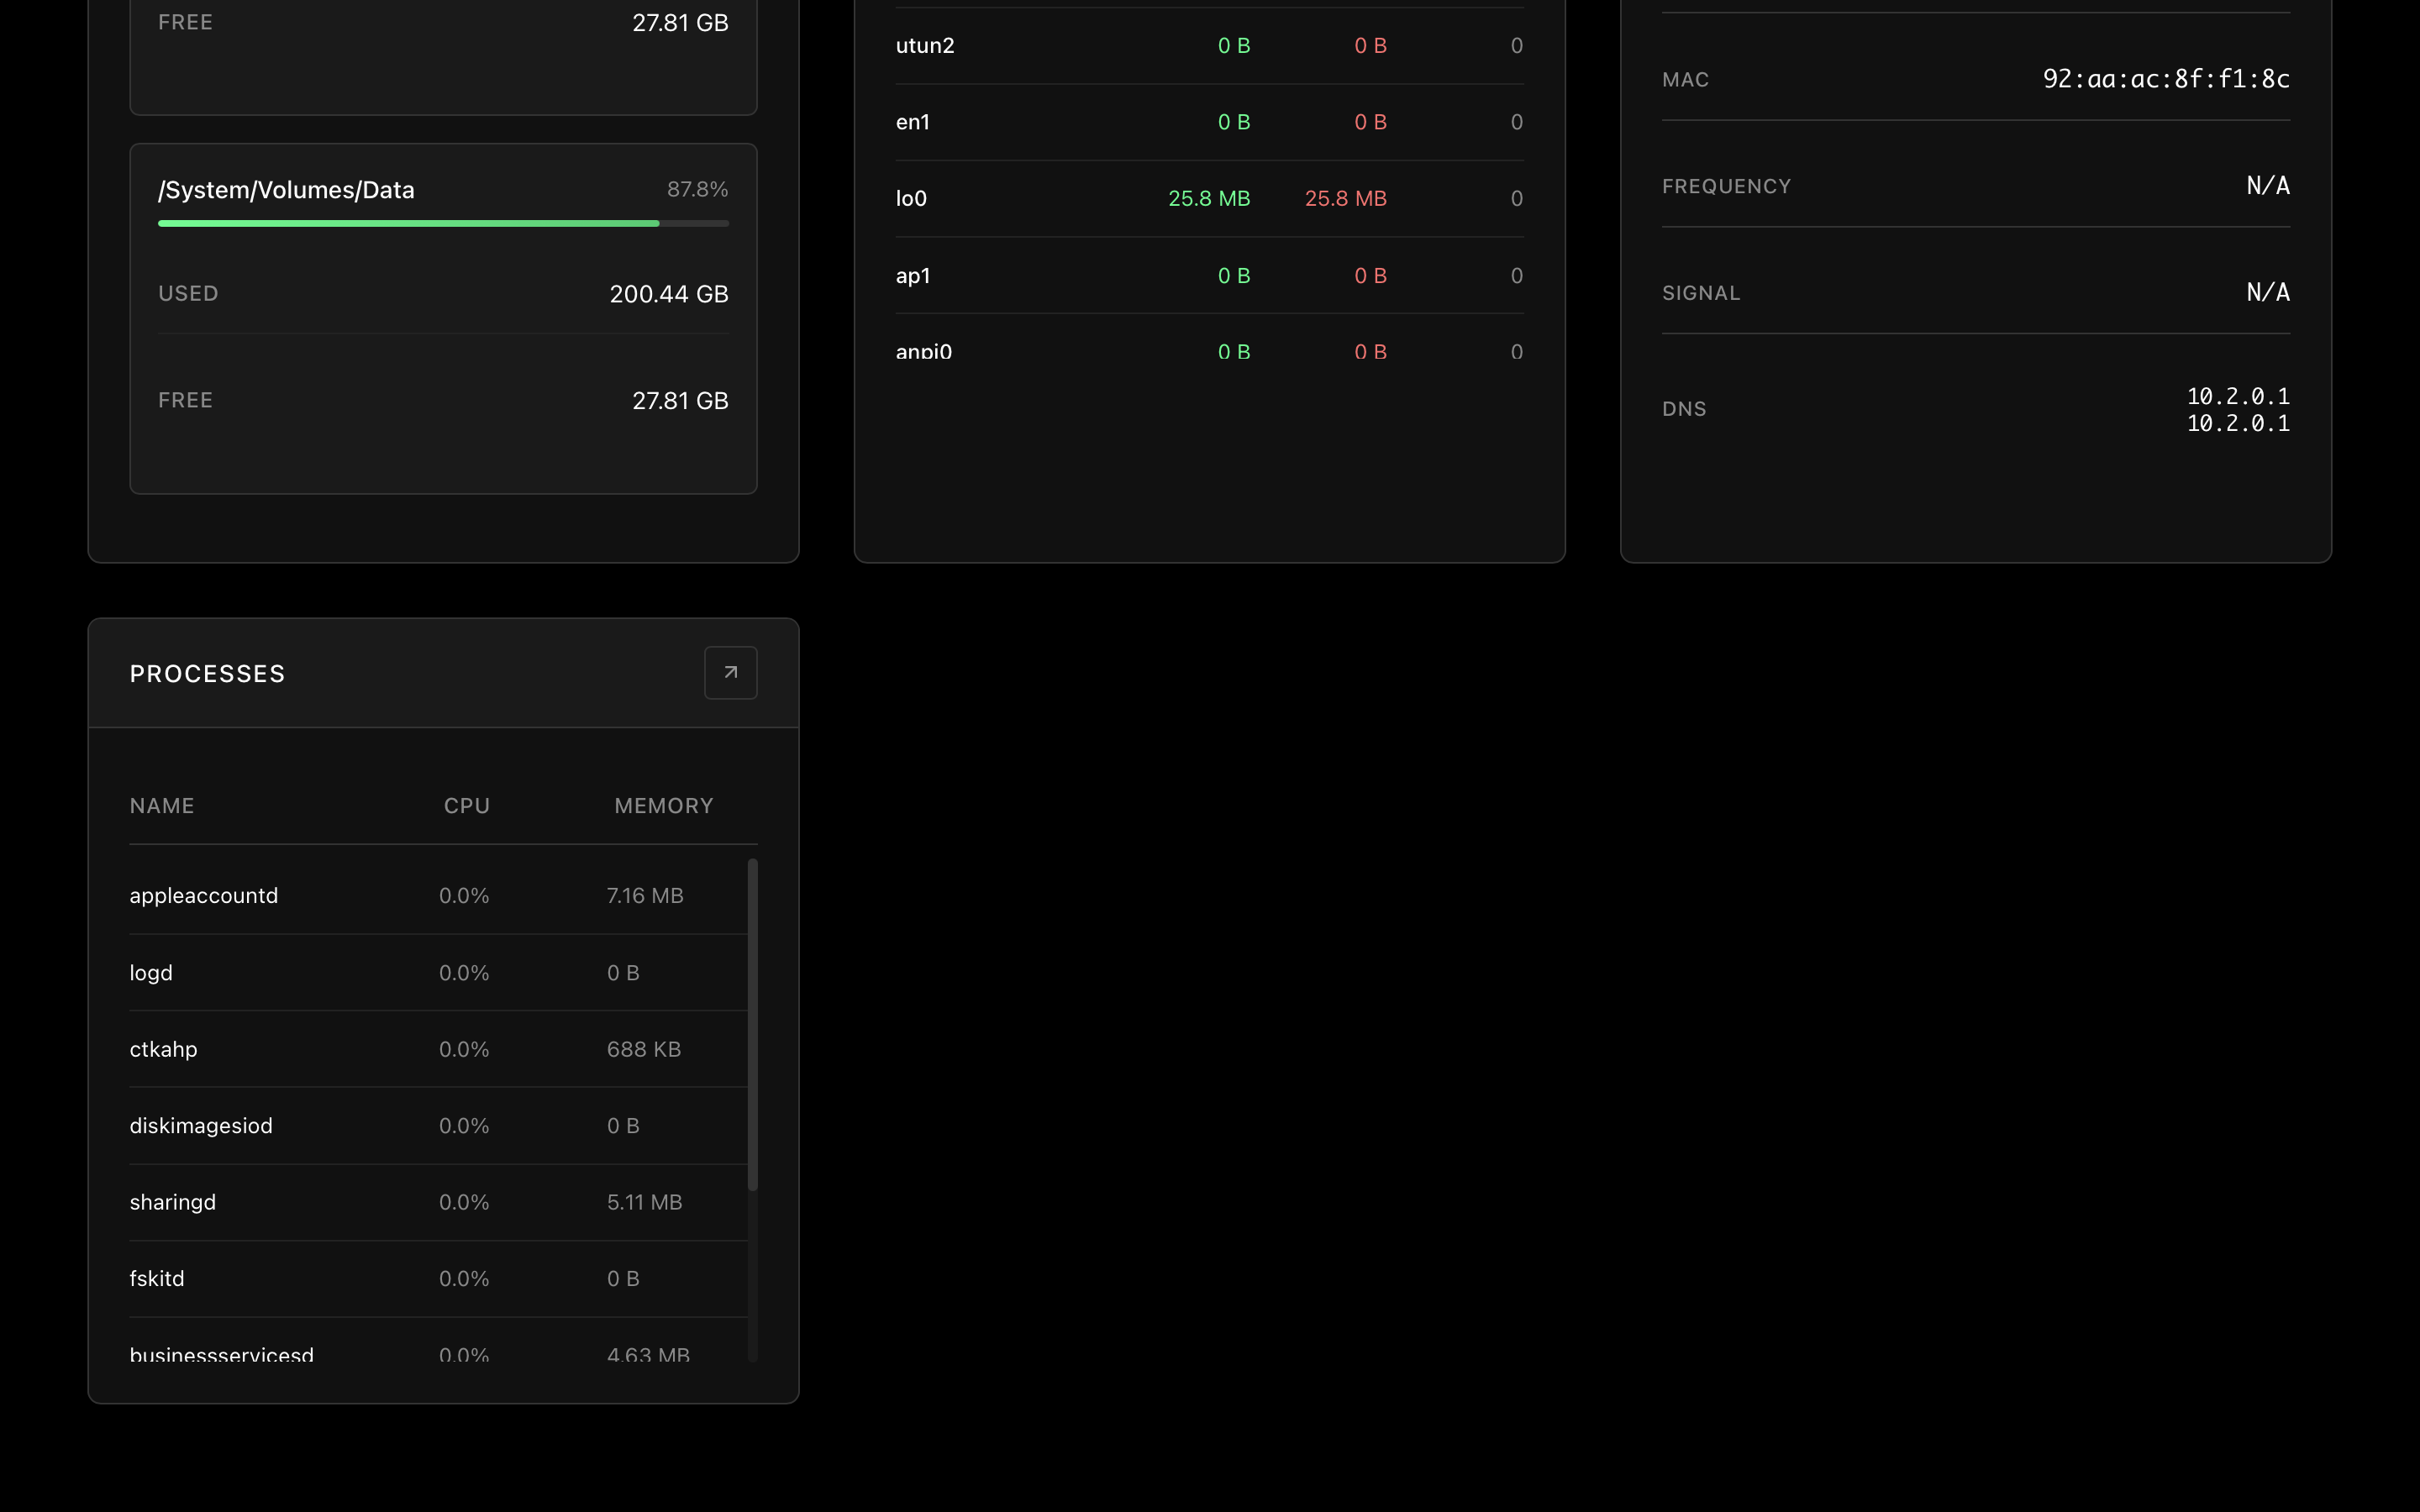 FREE 27.81 GB
/System/Volumes/Data 87.8%
USED 200.44 GB
FREE 27.81 GB
utun2 0 B 0 B 0
en1 0 B 0 B 0
lo0 25.8 MB 25.8 MB 0
ap1 0 B 0 B 0
anpi0 0 B 0 B 0
MAC 92:aa:ac:8f:f1:8c
FREQUENCY N/A
SIGNAL N/A
DNS 10.2.0.1
10.2.0.1
PROCESSES
NAME CPU MEMORY
appleaccountd 0.0% 7.16 MB
logd 0.0% 0 B
ctkahp 0.0% 688 KB
diskimagesiod 0.0% 0 B
sharingd 0.0% 5.11 MB
fskitd 0.0% 0 B
businessservicesd 0.0% 4.63 MB